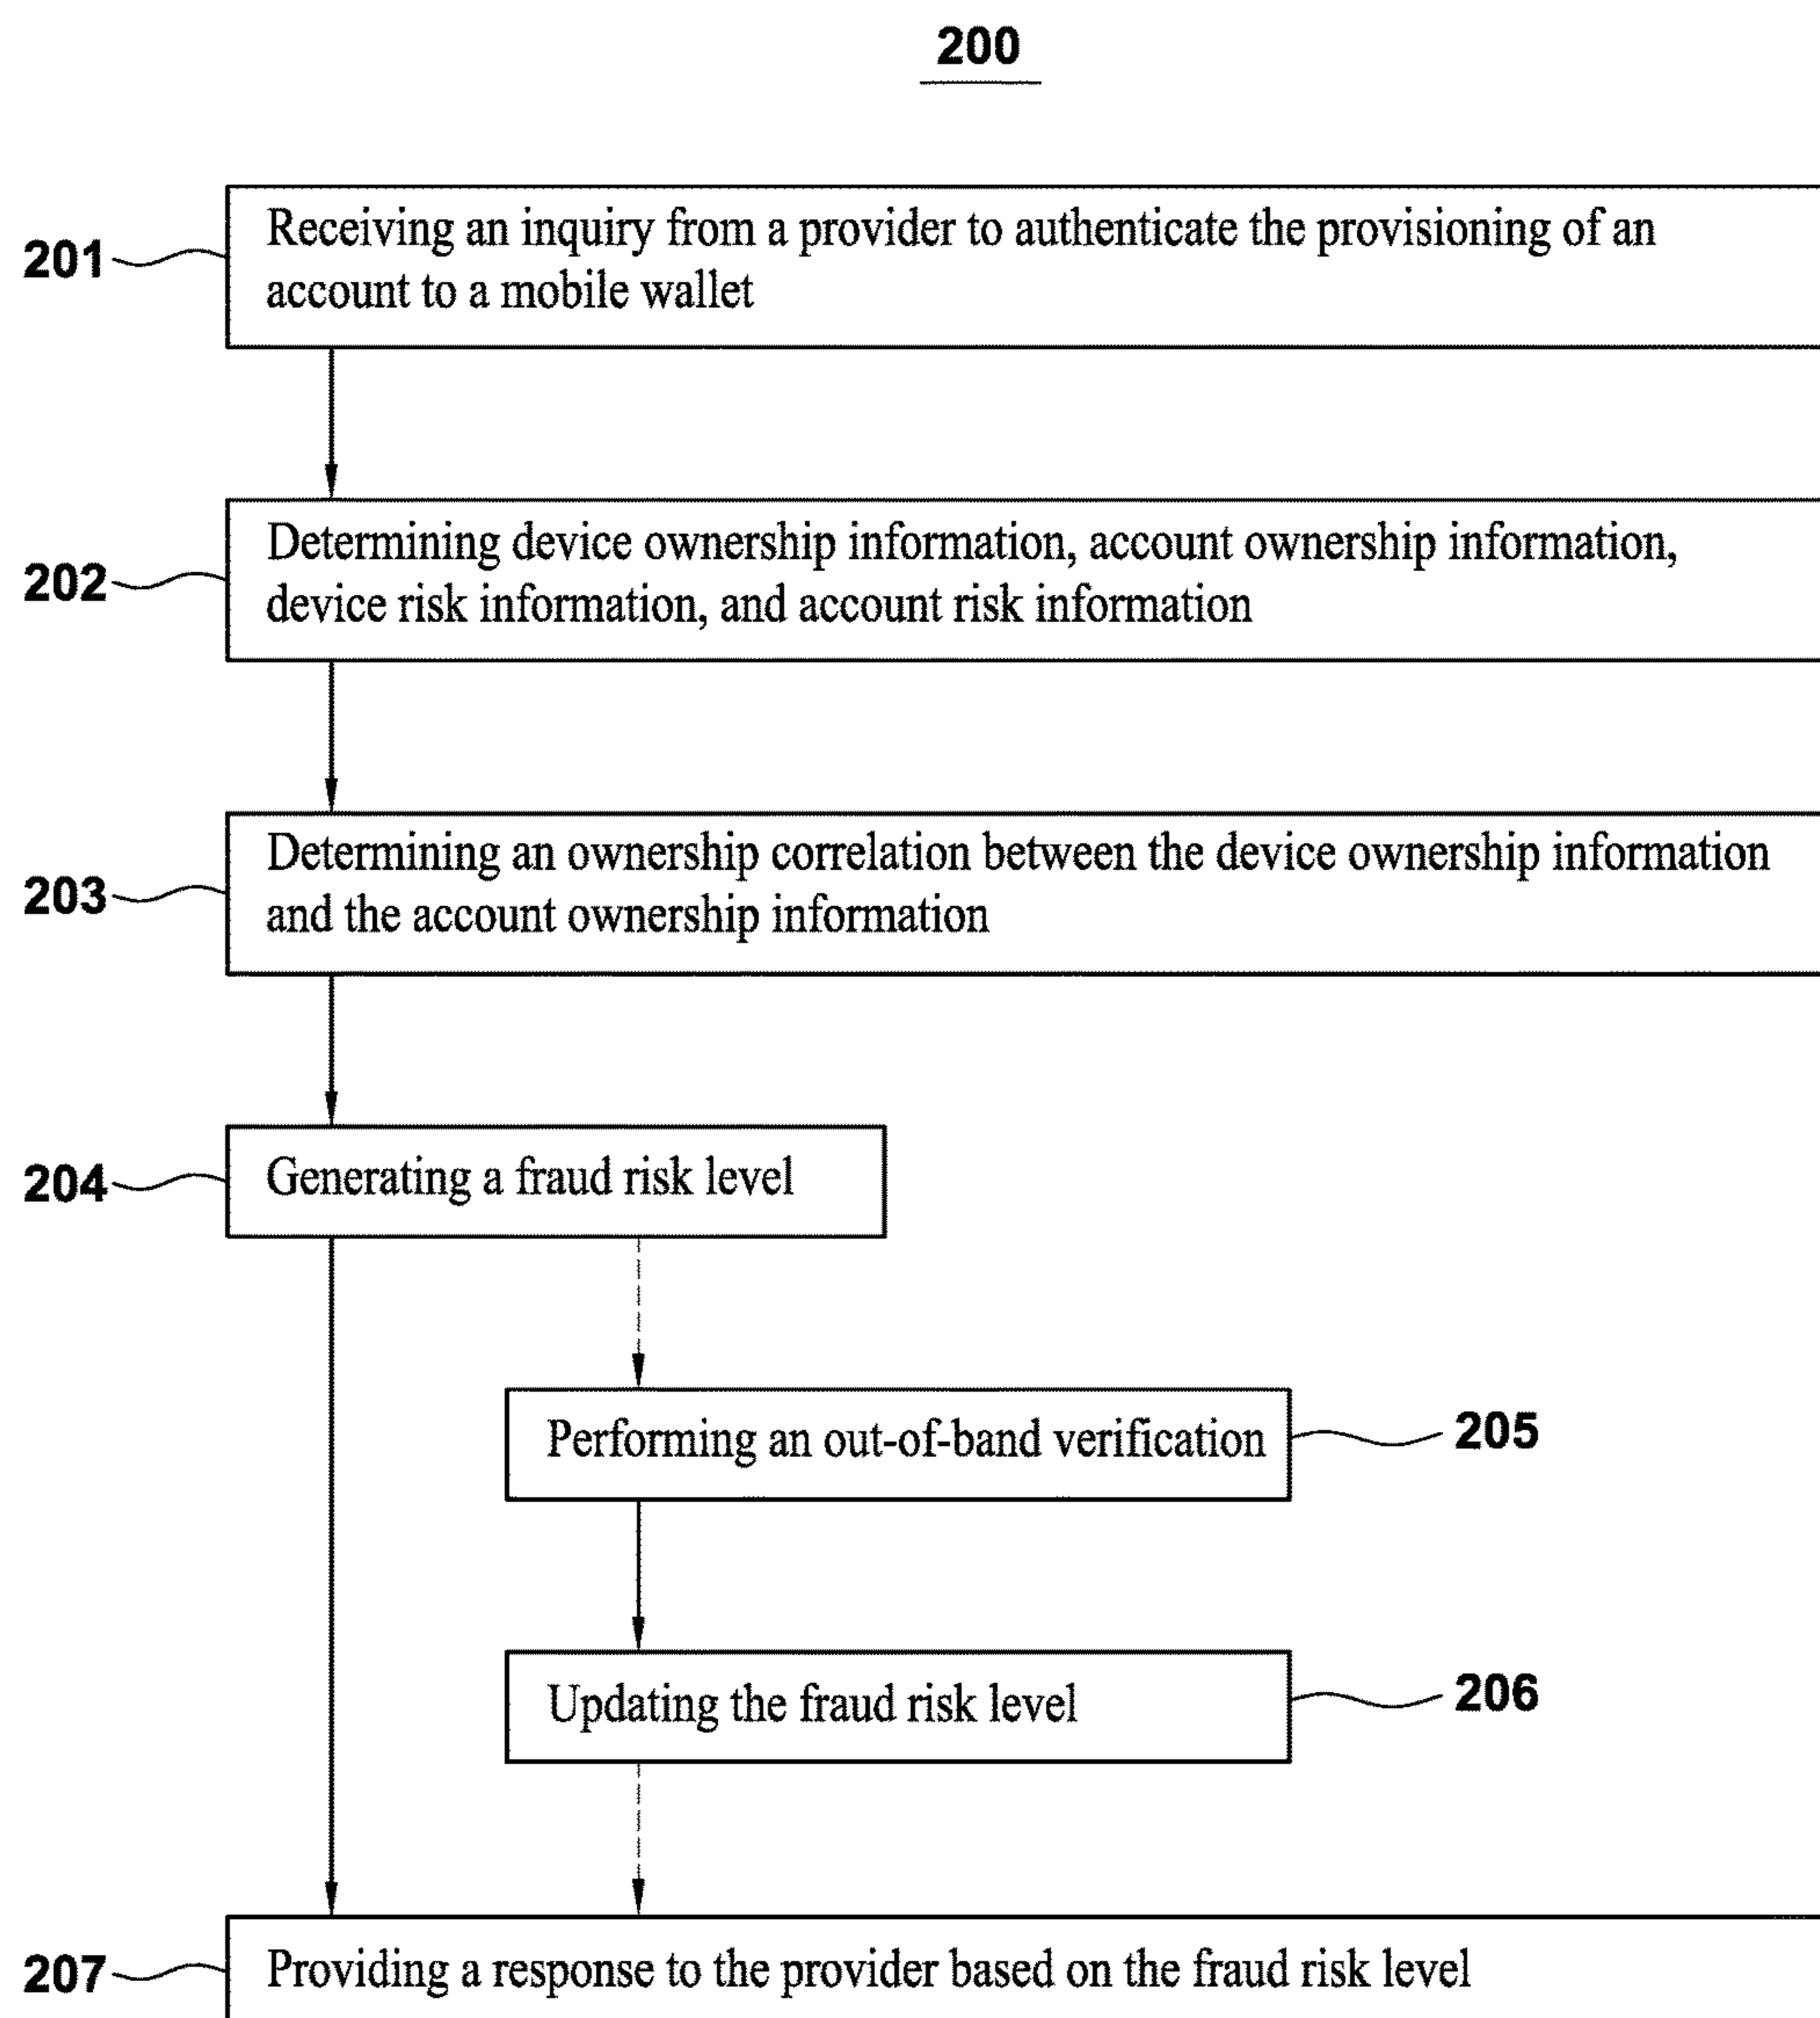 200
201
Receiving an inquiry from a provider to authenticate the provisioning of an
account to a mobile wallet
202
Determining device ownership information, account ownership information,
device risk information, and account risk information
203
Determining an ownership correlation between the device ownership information
and the account ownership information
204
Generating a fraud risk level
Performing an out-of-band verification
205
Updating the fraud risk level
206
207
Providing a response to the provider based on the fraud risk level